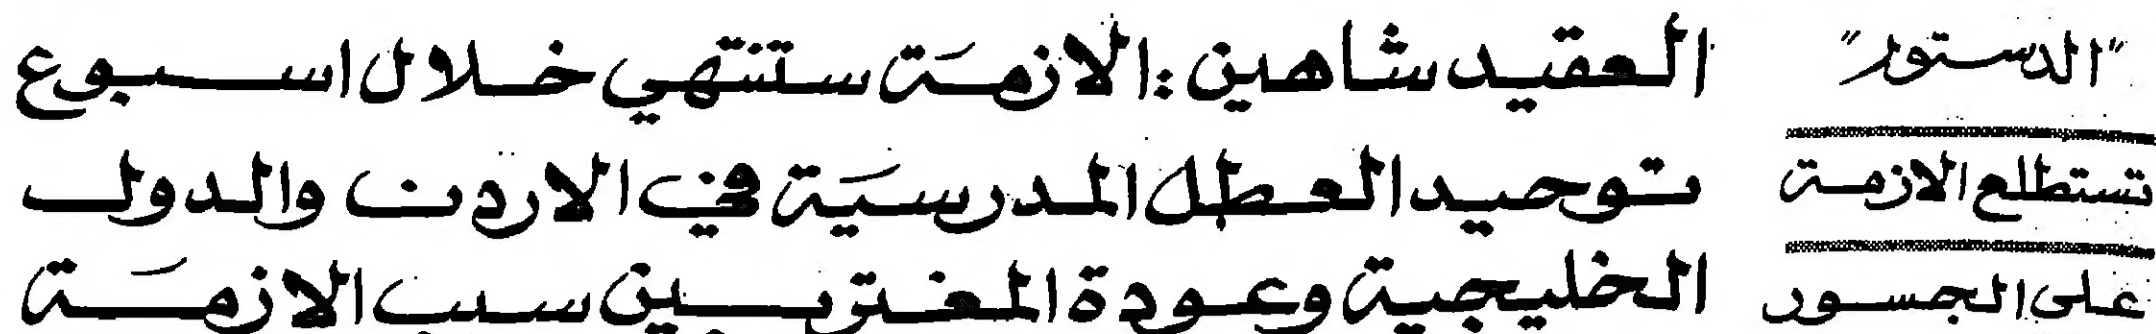 "الدستور"
تستطلع الازمة
على الجسور
العقيد شاهين : الازمة ستنتهي خلال اسبوع
توحيد العطل المدرسية في الاردن والدول
الخليجية وعودة المغتربين سبب الازمة